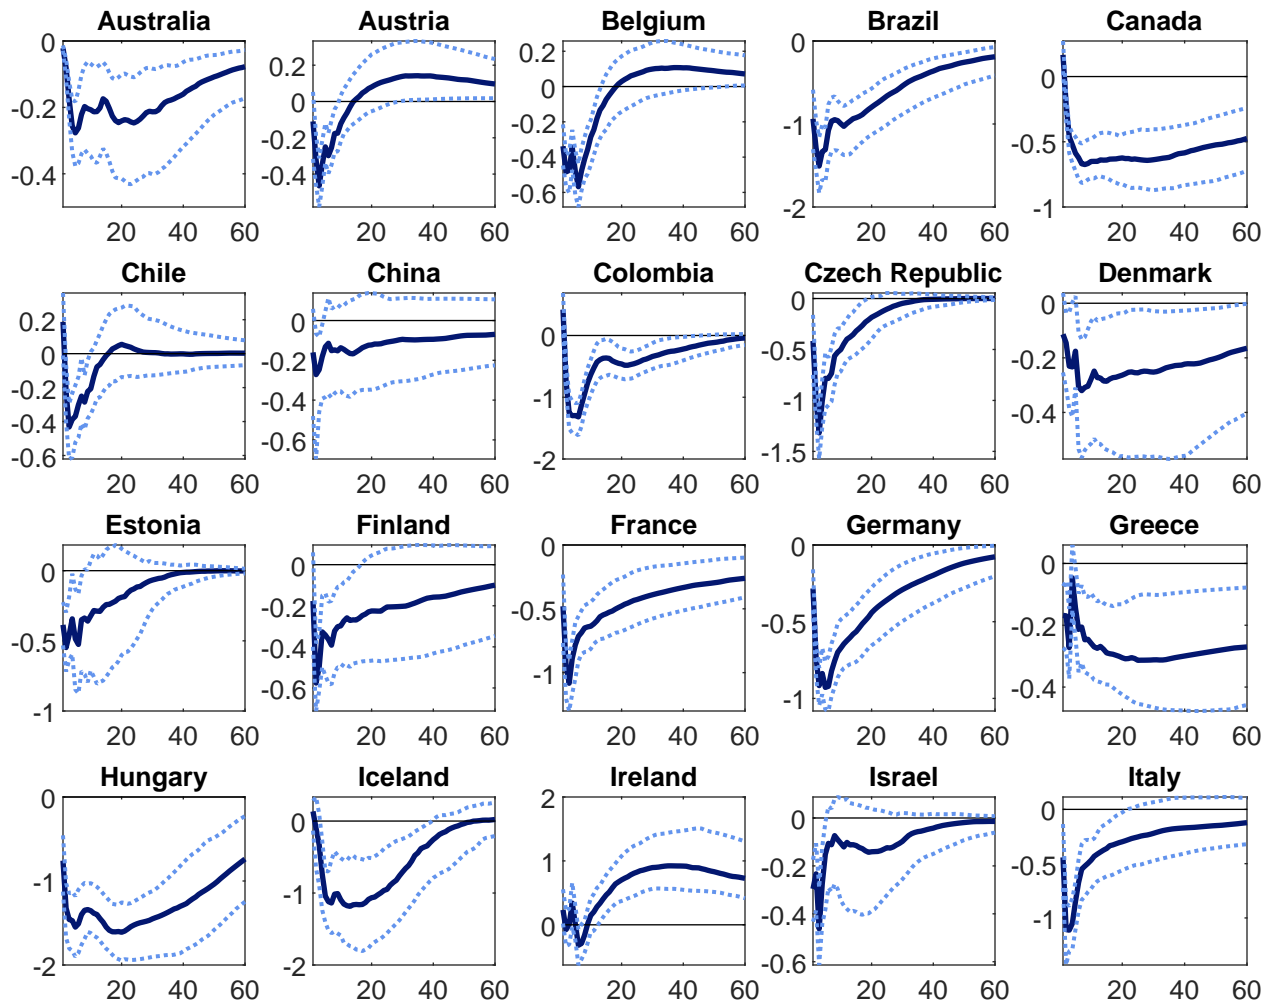 Australia Austria Belgium Brazil Canada
0 -0.2 -0.4 20 40 60
0.2 0 -0.2 -0.4 20 40 60
0.2 0 -0.2 -0.4 -0.6 20 40 60
0 -1 -2 20 40 60
0 -0.5 -1 20 40 60
Chile China Colombia Czech Republic Denmark
0.2 0 -0.2 -0.4 -0.6 20 40 60
0 -0.2 -0.4 -0.6 20 40 60
0 -1 -2 20 40 60
0 -0.5 -1 -1.5 20 40 60
0 -0.2 -0.4 20 40 60
Estonia Finland France Germany Greece
0 -0.5 -1 20 40 60
0 -0.2 -0.4 -0.6 20 40 60
0 -0.5 -1 20 40 60
0 -0.5 -1 20 40 60
0 -0.2 -0.4 20 40 60
Hungary Iceland Ireland Israel Italy
0 -1 -2 20 40 60
0 -1 -2 20 40 60
2 1 0 20 40 60
0 -0.2 -0.4 -0.6 20 40 60
0 -0.5 -1 20 40 60